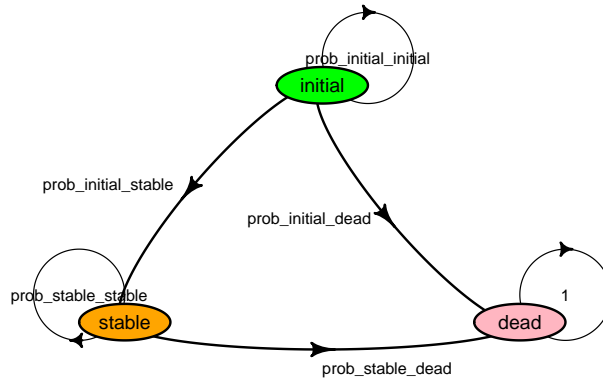 prob_initial_initial
initial
prob_initial_stable
prob_initial_dead
prob_stable_stable
1
stable
dead
prob_stable_dead